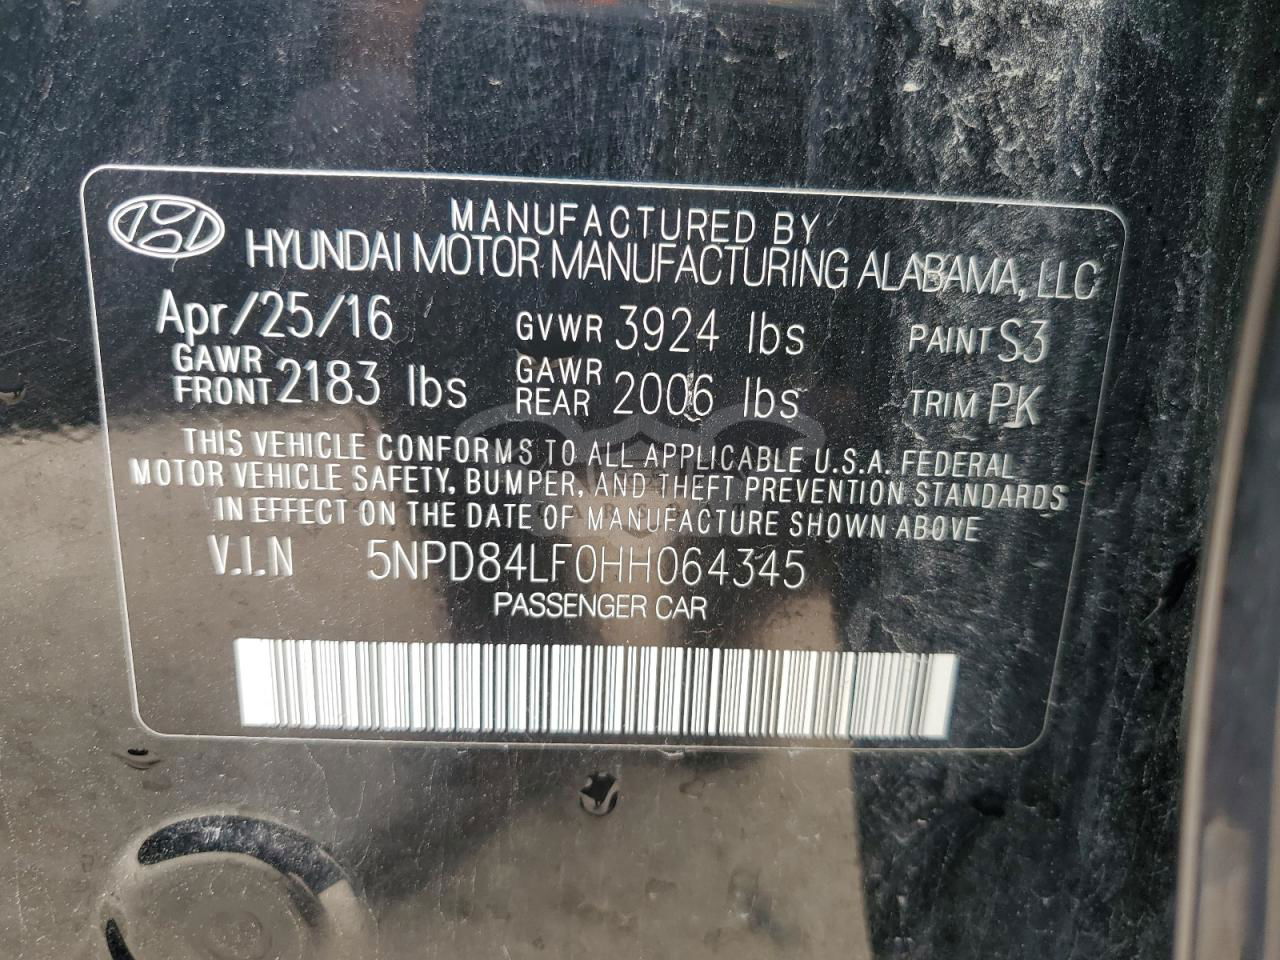 MANUFACTURED BY
HYUNDAI MOTOR MANUFACTURING ALABAMA, LLC
Apr/25/16 GVWR 3924 lbs PAINT S3
GAWR FRONT 2183 lbs GAWR REAR 2006 lbs TRIM PK
THIS VEHICLE CONFORMS TO ALL APPLICABLE U.S.A. FEDERAL
MOTOR VEHICLE SAFETY, BUMPER, AND THEFT PREVENTION STANDARDS
IN EFFECT ON THE DATE OF MANUFACTURE SHOWN ABOVE
V.I.N 5NPD84LF0HH064345
PASSENGER CAR